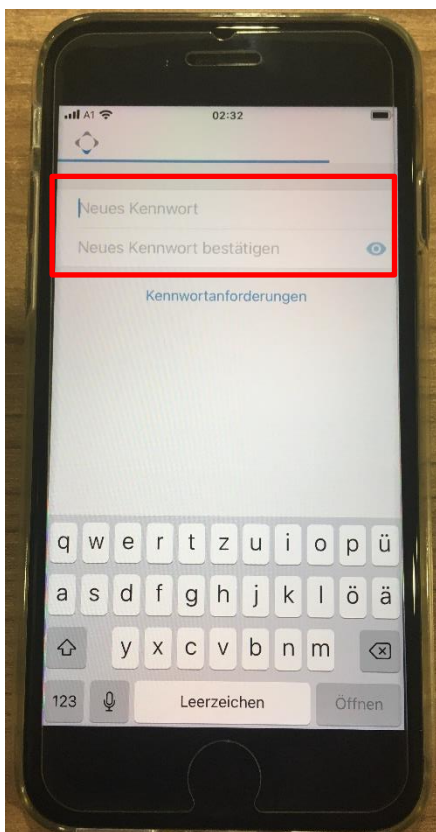 A1 02:32
Neues Kennwort
Neues Kennwort bestätigen
Kennwortanforderungen
q w e r t z u i o p ü
a s d f g h j k l ö ä
y x c v b n m
123 Leerzeichen Öffnen